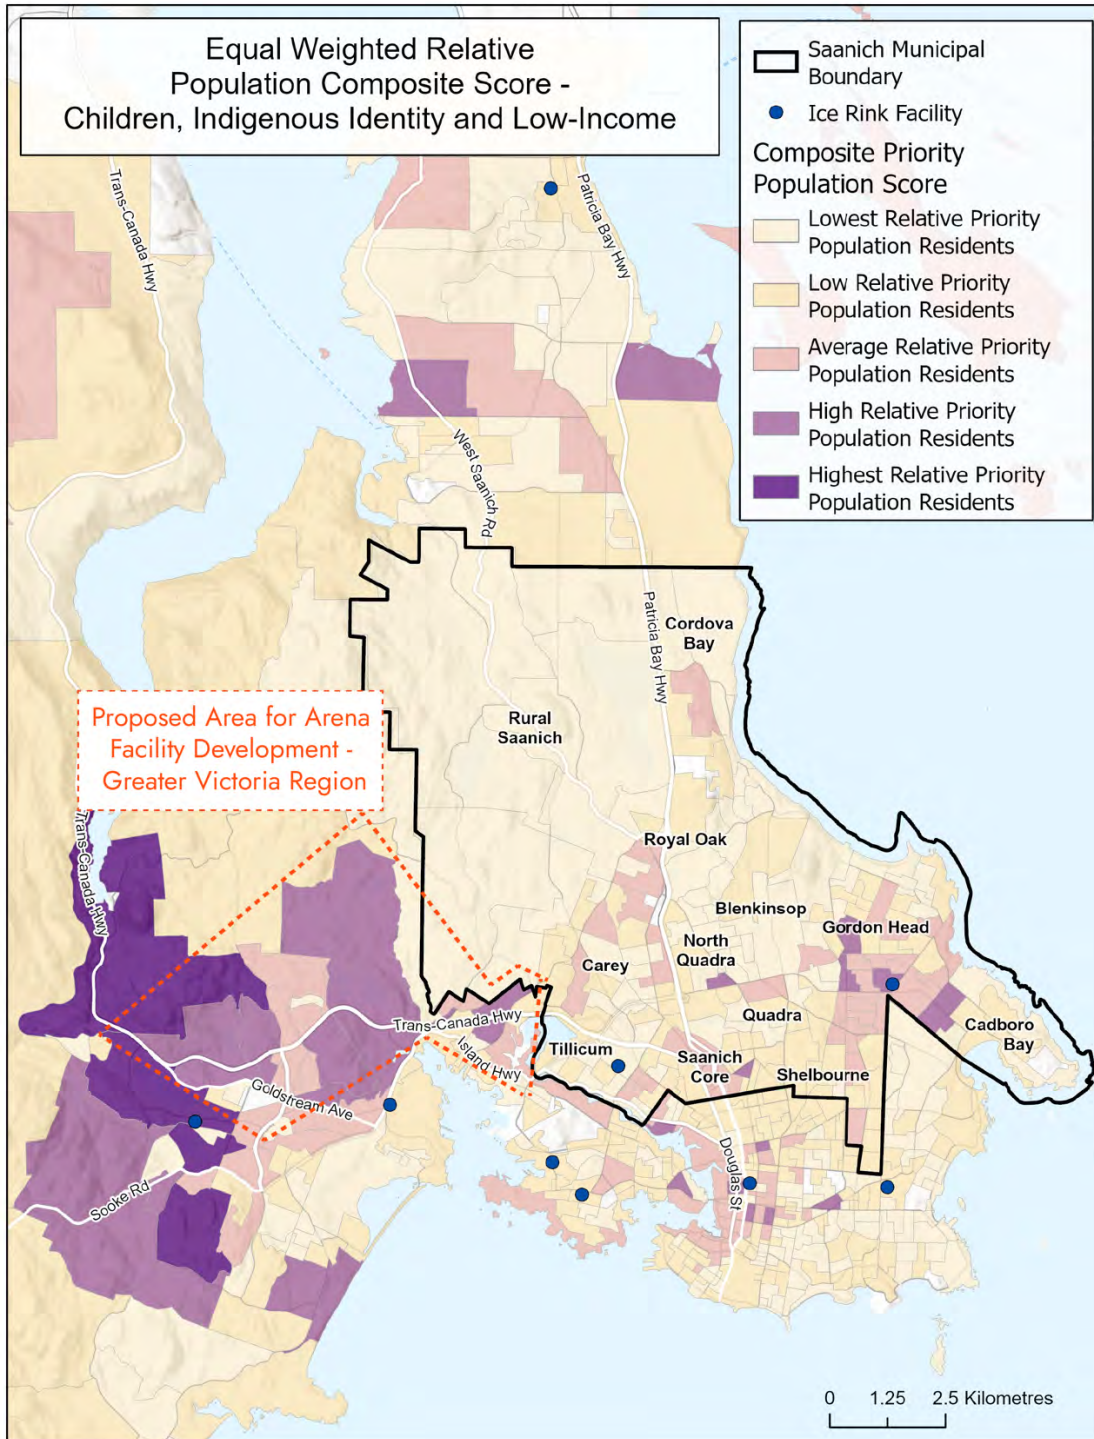 Equal Weighted Relative
Population Composite Score -
Children, Indigenous Identity and Low-Income
Saanich Municipal
Boundary
Ice Rink Facility
Composite Priority
Population Score
Lowest Relative Priority
Population Residents
Low Relative Priority
Population Residents
Average Relative Priority
Population Residents
High Relative Priority
Population Residents
Highest Relative Priority
Population Residents
Trans-Canada Hwy
Patricia Bay Hwy
West Saanich Rd
Patricia Bay Hwy
Cordova
Bay
Rural
Saanich
Proposed Area for Arena
Facility Development -
Greater Victoria Region
Trans-Canada Hwy
Royal Oak
Blenkinsop
Gordon Head
North
Quadra
Carey
Quadra
Cadboro
Bay
Trans-Canada Hwy
Island Hwy
Tillicum
Saanich
Core
Shelbourne
Goldstream Ave
Douglas St
Sooke Rd
0 1.25 2.5 Kilometres